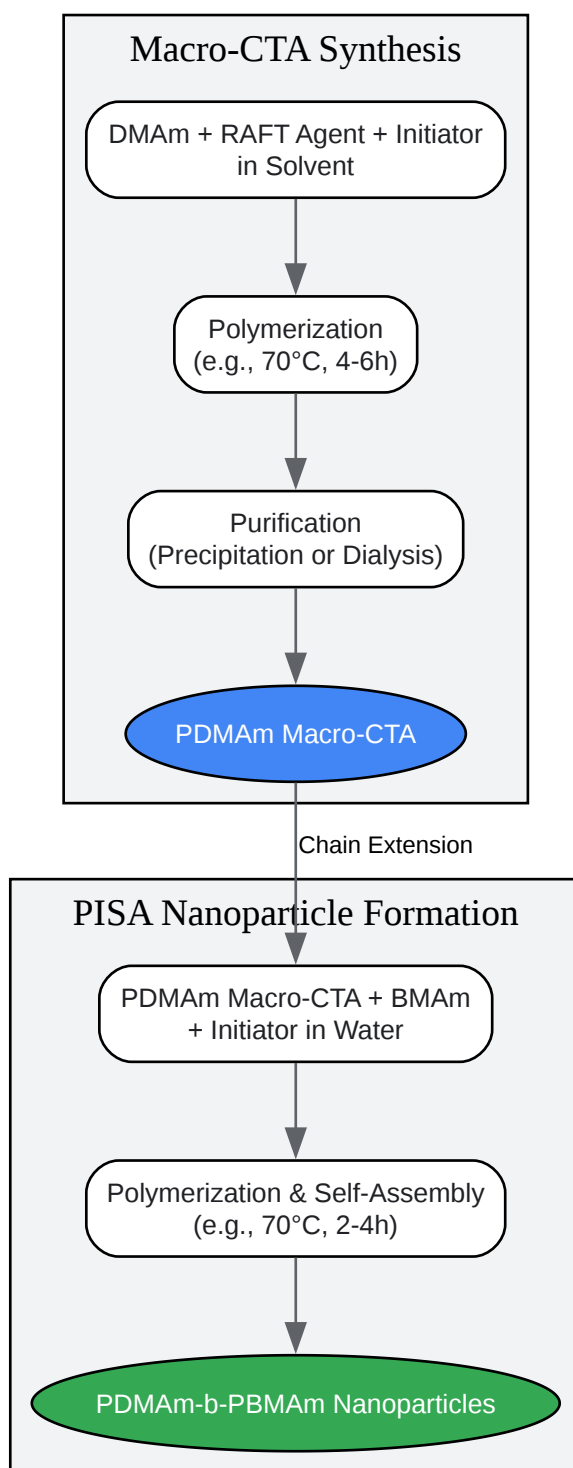 Macro-CTA Synthesis
DMAm + RAFT Agent + Initiator
in Solvent
Polymerization
(e.g., 70°C, 4-6h)
Purification
(Precipitation or Dialysis)
PDMAm Macro-CTA
Chain Extension
PISA Nanoparticle Formation
PDMAm Macro-CTA + BMAm
+ Initiator in Water
Polymerization & Self-Assembly
(e.g., 70°C, 2-4h)
PDMAm-b-PBMAm Nanoparticles